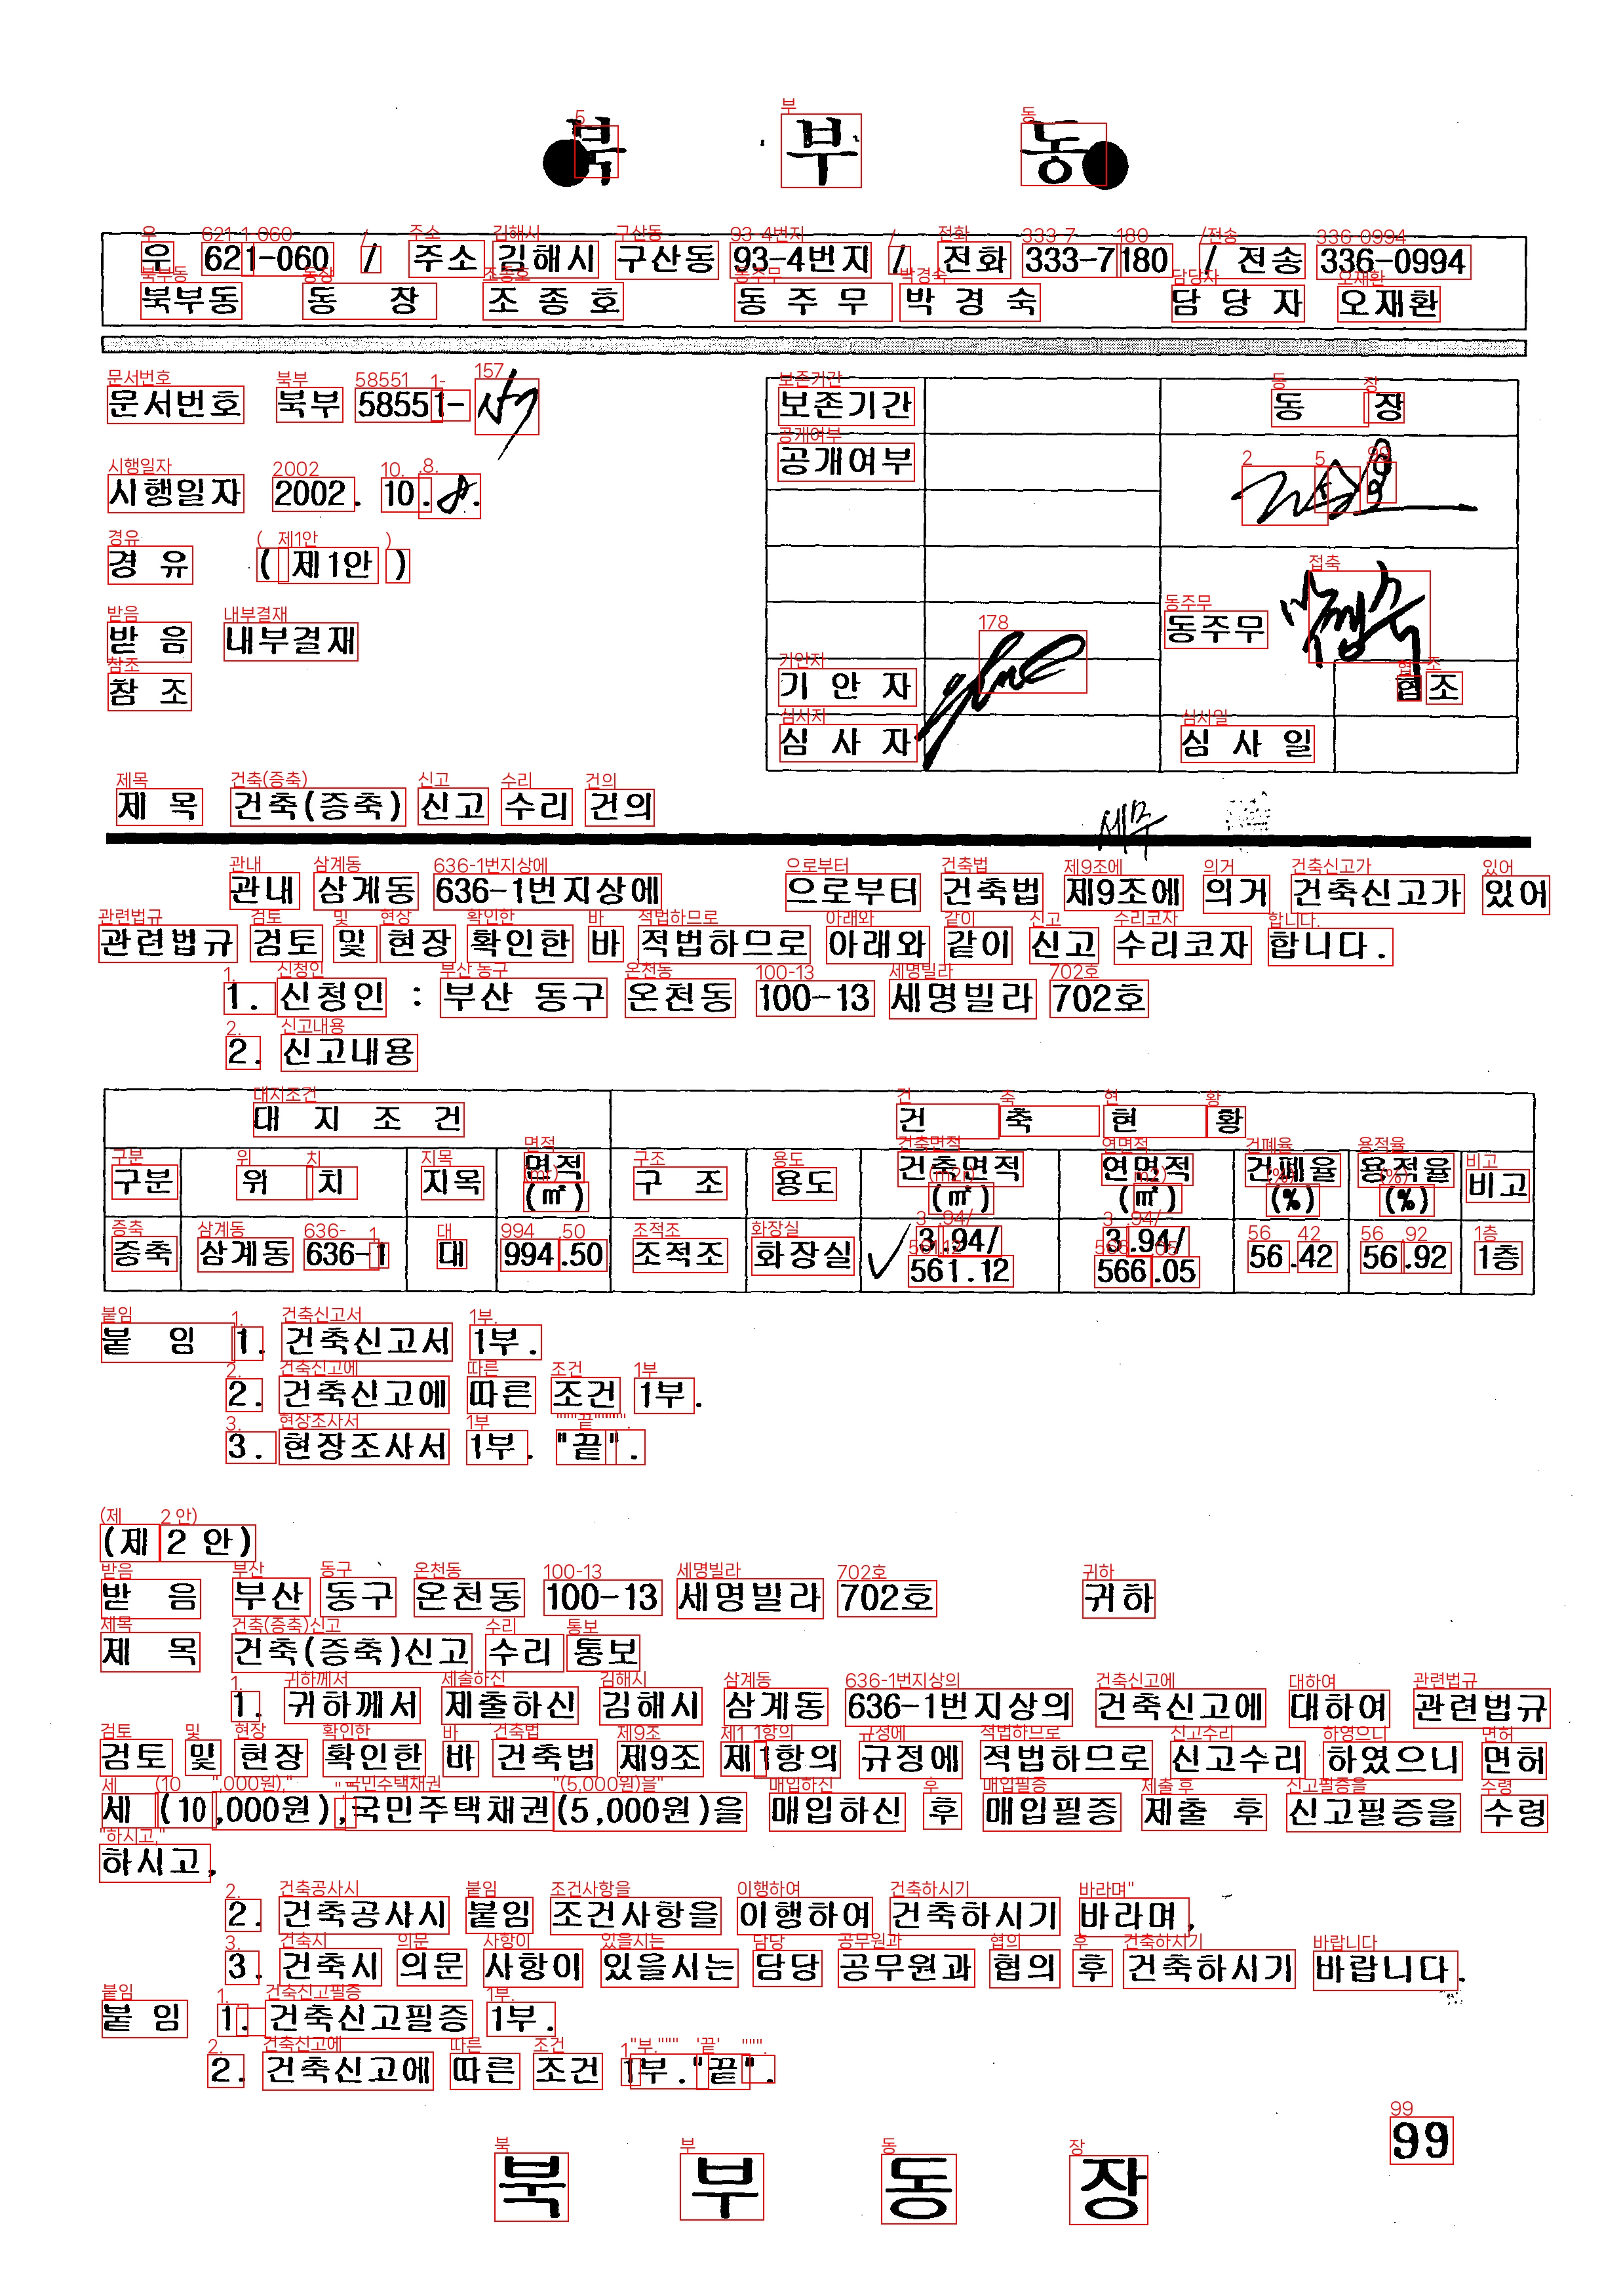 북 부 동
우 621-060 / 주소 김해시 구산동 93-4번지 / 전화 333-7180 / 전송 336-0994
북부동 동 장 조 종 호 동 주 무 박 경 숙 담 당 자 오재환
문서번호 북부 58551-
시행일자 2002. 10. 8.
경 유 ( 제1안 )
받 음 내부결재
참 조
보존기간 동 장
공개여부
동주무
기 안 자 협조
심 사 자 심 사 일
제 목 건축(증축) 신고 수리 건의
관내 삼계동 636-1번지상에 으로부터 건축법 제9조에 의거 건축신고가 있어
관련법규 검토 및 현장 확인한 바 적법하므로 아래와 같이 신고 수리코자 합니다.
1. 신청인 : 부산 동구 온천동 100-13 세명빌라 702호
2. 신고내용
대 지 조 건 건 축 현 황
구분 위 치 지목 면적(㎡) 구 조 용도 건축면적(㎡) 연면적(㎡) 건폐율(%) 용적율(%) 비고
증축 삼계동 636-1 대 994.50 조적조 화장실 3.94/561.12 3.94/566.05 56.42 56.92 1층
붙 임 1. 건축신고서 1부.
2. 건축신고에 따른 조건 1부.
3. 현장조사서 1부. "끝".
(제 2 안)
받 음 부산 동구 온천동 100-13 세명빌라 702호 귀하
제 목 건축(증축)신고 수리 통보
1. 귀하께서 제출하신 김해시 삼계동 636-1번지상의 건축신고에 대하여 관련법규
검토 및 현장 확인한 바 건축법 제9조 제1항의 규정에 적법하므로 신고수리 하였으니 면허
세 (10,000원),국민주택채권(5,000원)을 매입하신 후 매입필증 제출 후 신고필증을 수령
하시고,
2. 건축공사시 붙임 조건사항을 이행하여 건축하시기 바라며,
3. 건축시 의문 사항이 있을시는 담당 공무원과 협의 후 건축하시기 바랍니다.
붙 임 1. 건축신고필증 1부.
2. 건축신고에 따른 조건 1부."끝".
99
북 부 동 장